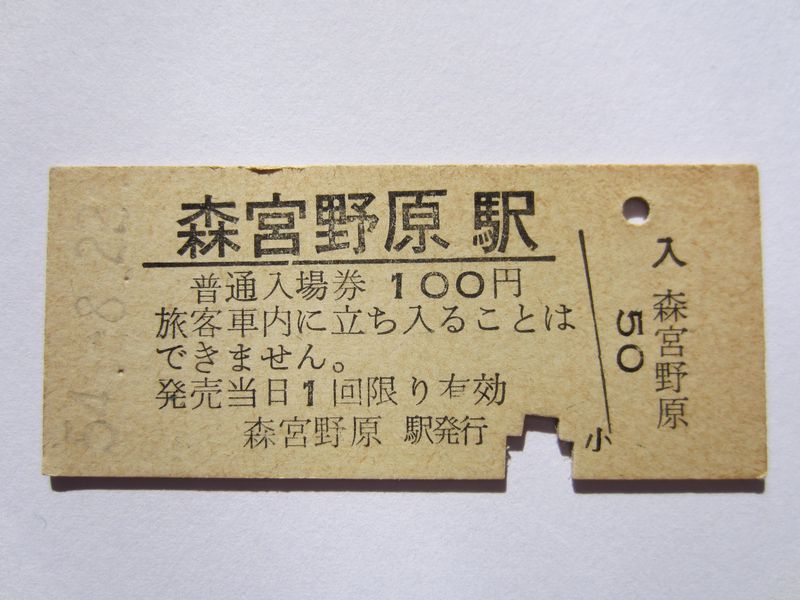 森宮野原駅
普通入場券 100円
旅客車内に立ち入ることは
できません。
発売当日1回限り有効
森宮野原 駅発行
小
50
入 森宮野原